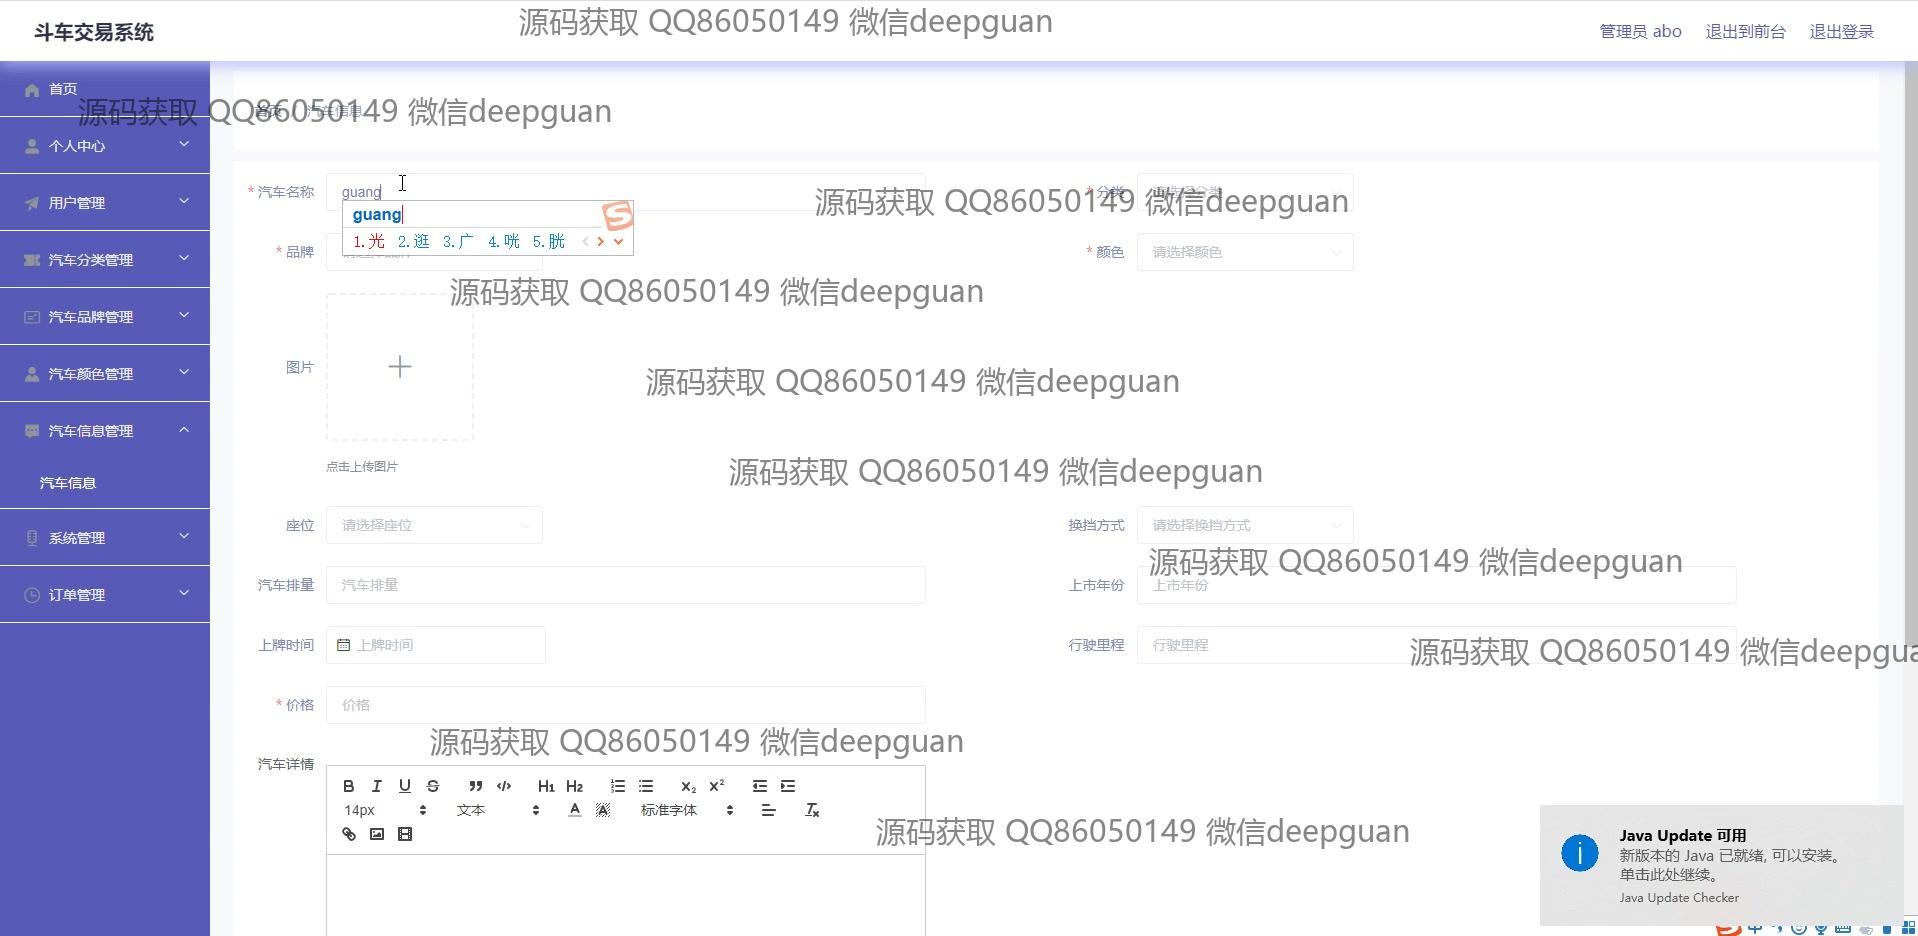 斗车交易系统
源码获取 QQ86050149 微信deepguan
管理员 abo 退出到前台 退出登录
首页
源码获取 QQ86050149 微信deepguan
首页 汽车信息
个人中心
用户管理
汽车分类管理
汽车品牌管理
汽车颜色管理
汽车信息管理
汽车信息
系统管理
订单管理
* 汽车名称 guang
guang
1.光 2.逛 3.广 4.咣 5.胱
* 分类 请选择分类
源码获取 QQ86050149 微信deepguan
* 品牌
* 颜色 请选择颜色
源码获取 QQ86050149 微信deepguan
图片
源码获取 QQ86050149 微信deepguan
点击上传图片
源码获取 QQ86050149 微信deepguan
座位 请选择座位
换挡方式 请选择换挡方式
源码获取 QQ86050149 微信deepguan
汽车排量 汽车排量
上市年份 上市年份
上牌时间 上牌时间
行驶里程 行驶里程
源码获取 QQ86050149 微信deepgua
* 价格 价格
源码获取 QQ86050149 微信deepguan
汽车详情
B I U S H1 H2 x2 x2
14px 文本 A A 标准字体
源码获取 QQ86050149 微信deepguan
Java Update 可用
新版本的 Java 已就绪, 可以安装。
单击此处继续。
Java Update Checker
中